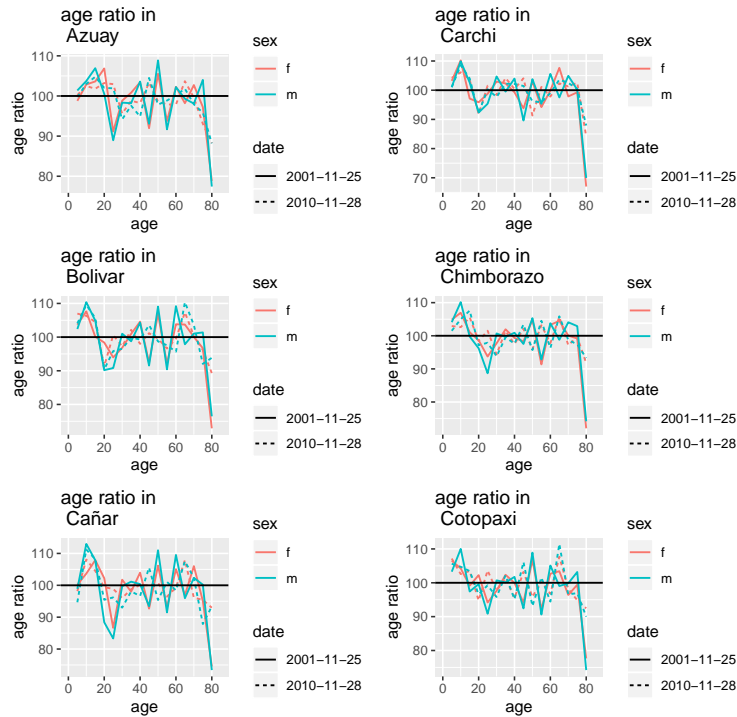 age ratio in
Azuay
110
100
90
80
0 20 40 60 80
age
age ratio
sex
f
m
date
2001−11−25
2010−11−28
age ratio in
Carchi
110
100
90
80
70
0 20 40 60 80
age
age ratio
sex
f
m
date
2001−11−25
2010−11−28
age ratio in
Bolivar
110
100
90
80
0 20 40 60 80
age
age ratio
sex
f
m
date
2001−11−25
2010−11−28
age ratio in
Chimborazo
110
100
90
80
0 20 40 60 80
age
age ratio
sex
f
m
date
2001−11−25
2010−11−28
age ratio in
Cañar
110
100
90
80
0 20 40 60 80
age
age ratio
sex
f
m
date
2001−11−25
2010−11−28
age ratio in
Cotopaxi
110
100
90
80
0 20 40 60 80
age
age ratio
sex
f
m
date
2001−11−25
2010−11−28